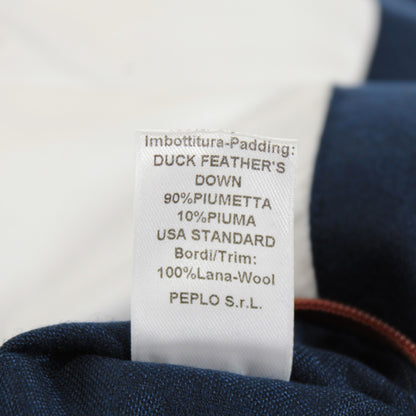 Imbottitura-Padding:
DUCK FEATHER'S
DOWN
90%PIUMETTA
10%PIUMA
USA STANDARD
Bordi/Trim:
100%Lana-Wool
PEPLO S.r.L.